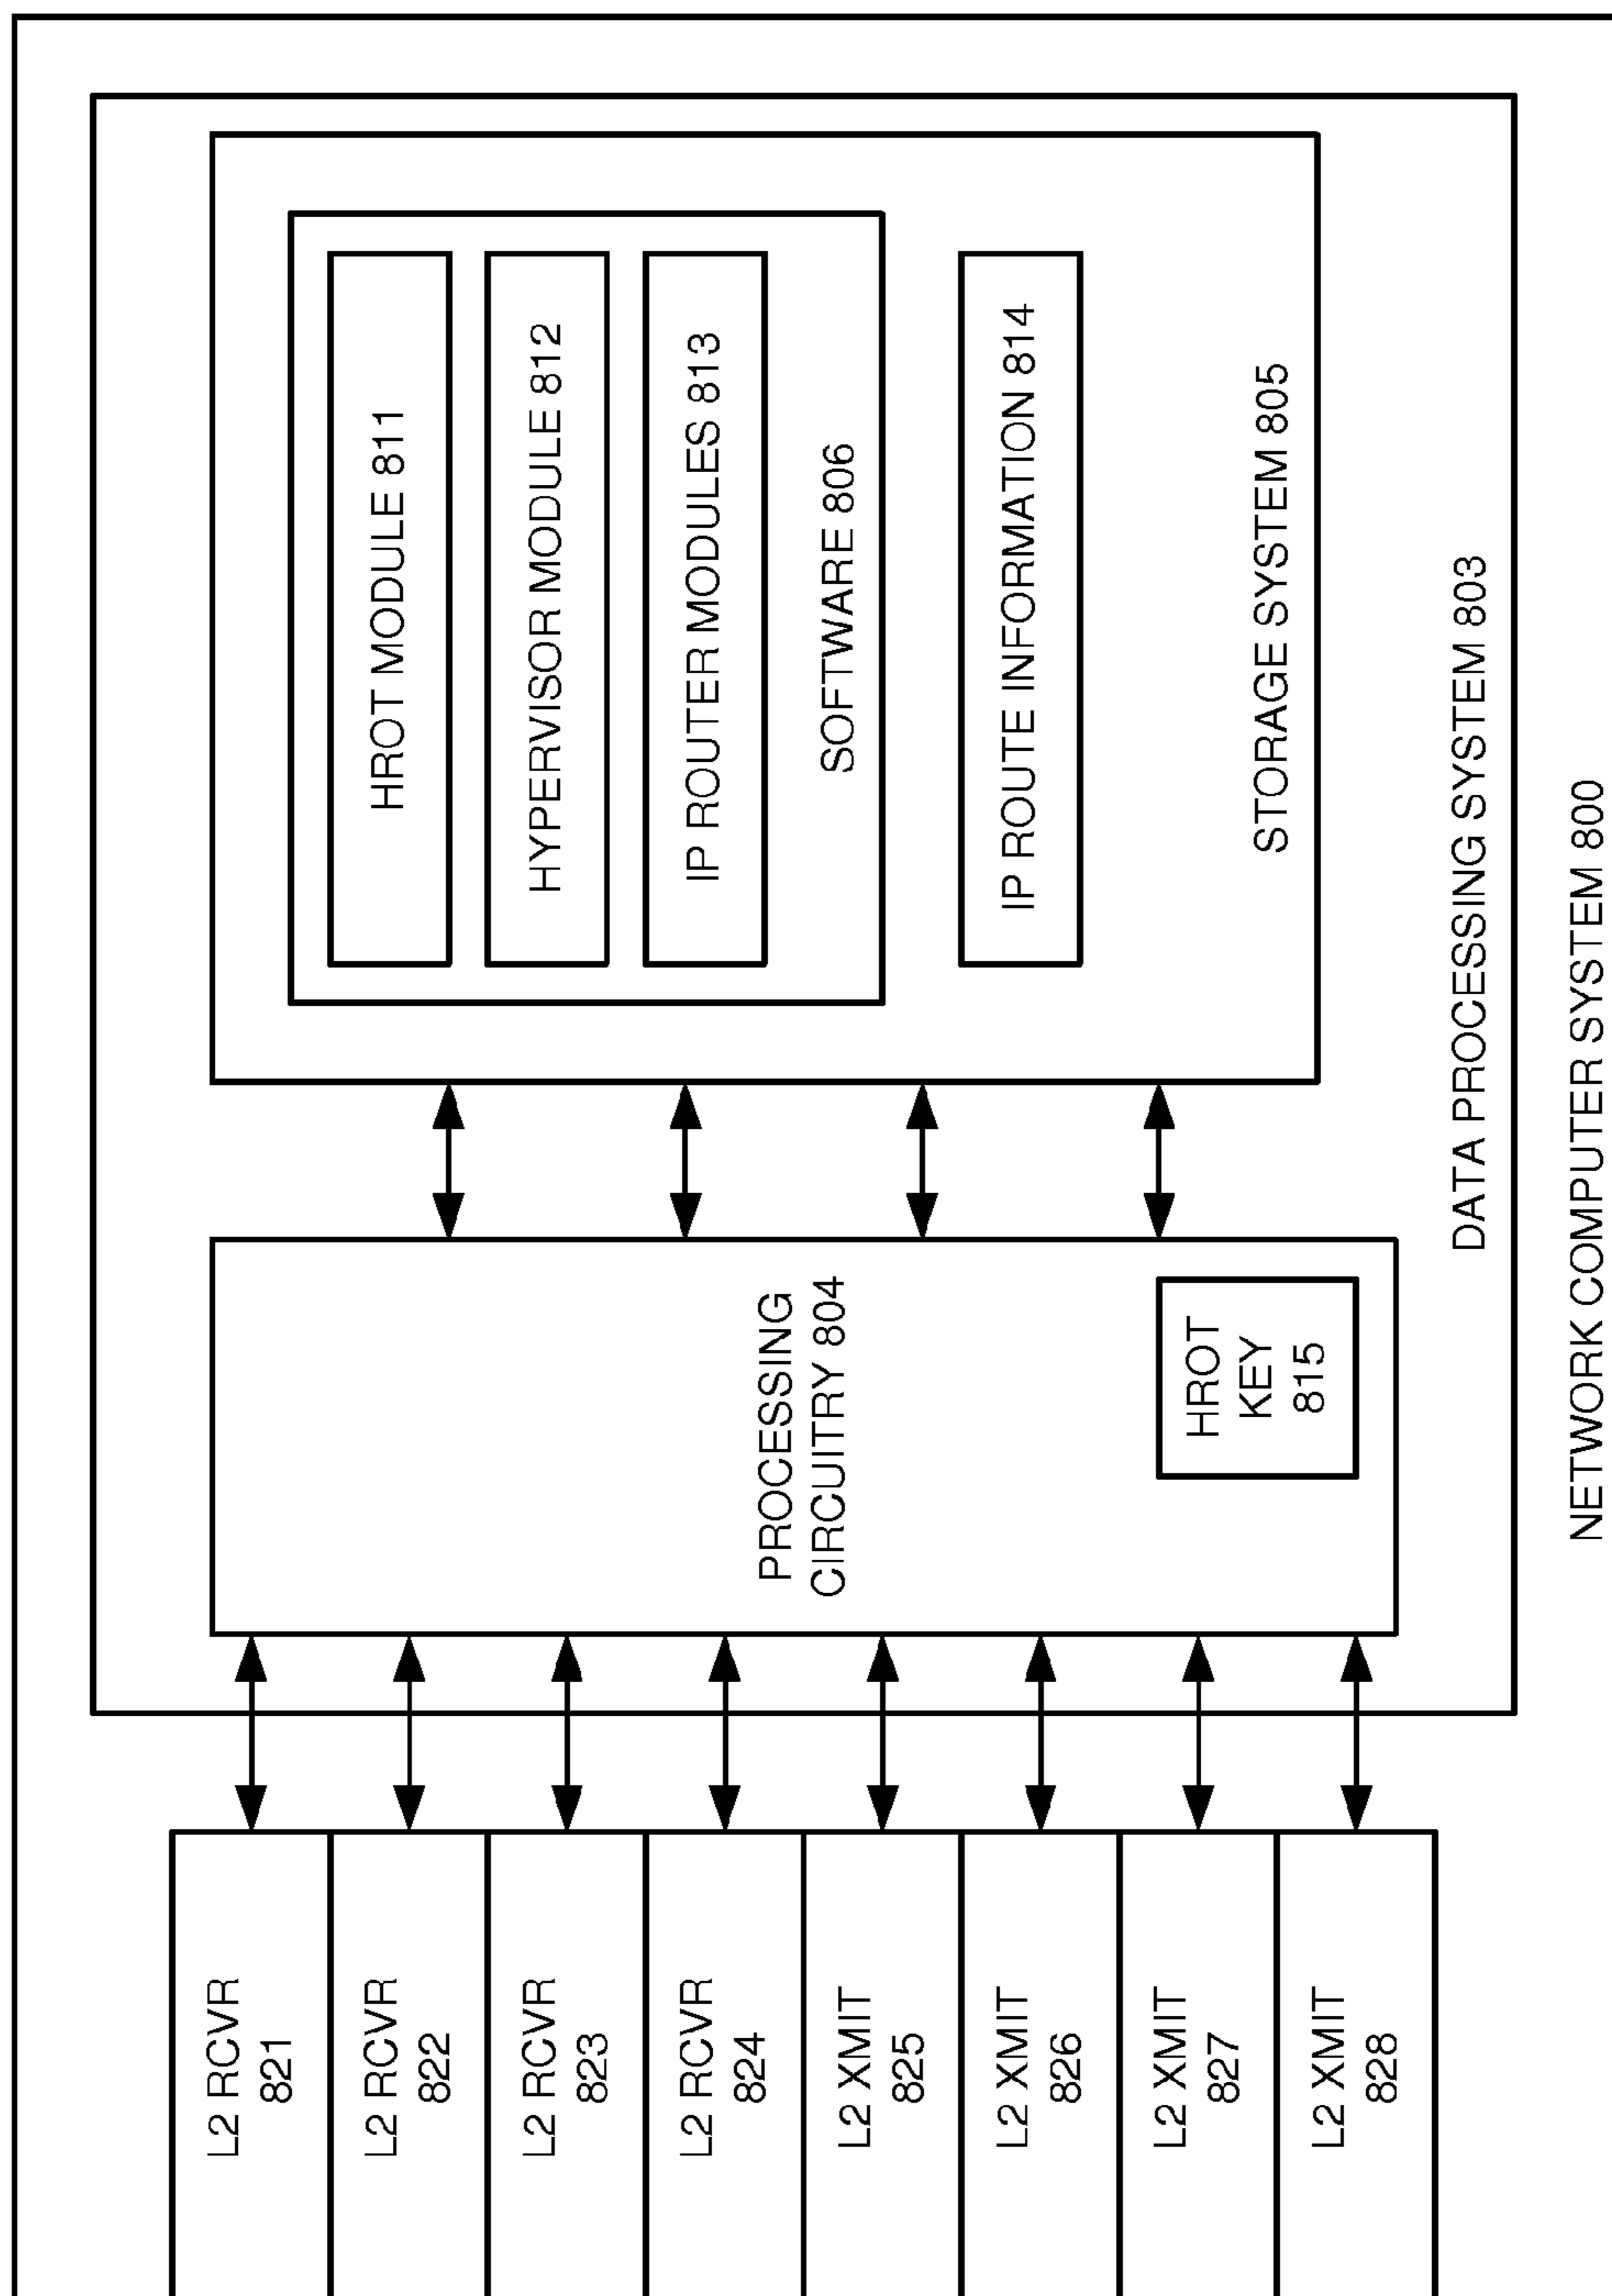 L2 RCVR
821
L2 RCVR
822
L2 RCVR
823
L2 RCVR
824
L2 XMIT
825
L2 XMIT
826
L2 XMIT
827
L2 XMIT
828
PROCESSING
CIRCUITRY 804
HROT
KEY
815
HROT MODULE 811
HYPERVISOR MODULE 812
IP ROUTER MODULES 813
SOFTWARE 806
IP ROUTE INFORMATION 814
STORAGE SYSTEM 805
DATA PROCESSING SYSTEM 803
NETWORK COMPUTER SYSTEM 800